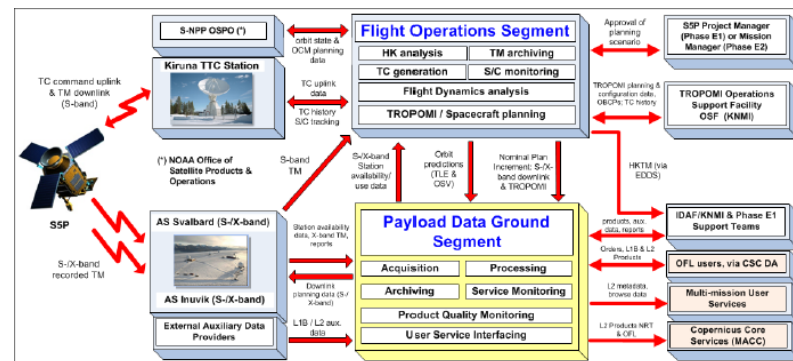 S-NPP OSPO (*)
Kiruna TTC Station
TC command uplink
& TM downlink
(S-band)
S5P
(*) NOAA Office of
Satellite Products &
Operations
S-/X-band
recorded TM
AS Svalbard (S-/X-band)
AS Inuvik (S-/X-band)
External Auxiliary Data
Providers
orbit state &
OCM planning
data
TC uplink
data
TC history
S/C tracking
S-band
TM
Flight Operations Segment
HK analysis
TM archiving
TC generation
S/C monitoring
Flight Dynamics analysis
TROPOMI / Spacecraft planning
S-/X-band
Station
availability/
use data
Orbit
predictions
(TLE &
OSV)
Nominal Plan
Increment: S-/X-
band downlink
& TROPOMI
Station availability
data, X-band TM,
reports
Downlink
planning data (S-/
X-band)
L1B / L2 aux.
data
Payload Data Ground
Segment
Acquisition
Processing
Archiving
Service Monitoring
Product Quality Monitoring
User Service Interfacing
Approval of
planning
scenario
TROPOMI planning &
configuration data,
OBCPs; TC history
HKTM (via
EDDS)
products, aux.
data, reports
Orders, L1B & L2
Products
L2 metadata,
browse data
L2 Products NRT
& OFL
S5P Project Manager
(Phase E1) or Mission
Manager (Phase E2)
TROPOMI Operations
Support Facility
OSF (KNMI)
IDAF/KNMI & Phase E1
Support Teams
OFL users, via CSC DA
Multi-mission User
Services
Copernicus Core
Services (MACC)